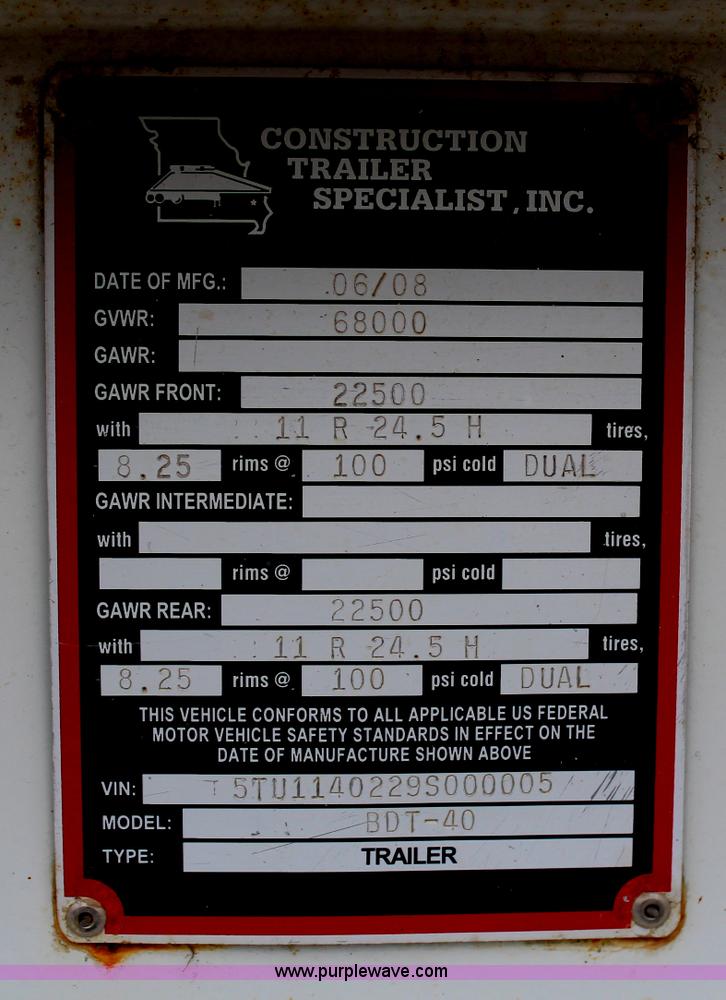 CONSTRUCTION
TRAILER
SPECIALIST, INC.
DATE OF MFG.: 06/08
GVWR: 68000
GAWR:
GAWR FRONT: 22500
with 11 R 24.5 H tires,
8.25 rims @ 100 psi cold DUAL
GAWR INTERMEDIATE:
with tires,
rims @ psi cold
GAWR REAR: 22500
with 11 R 24.5 H tires,
8.25 rims @ 100 psi cold DUAL
THIS VEHICLE CONFORMS TO ALL APPLICABLE US FEDERAL
MOTOR VEHICLE SAFETY STANDARDS IN EFFECT ON THE
DATE OF MANUFACTURE SHOWN ABOVE
VIN: 5TU1140229S000005
MODEL: BDT-40
TYPE: TRAILER
www.purplewave.com